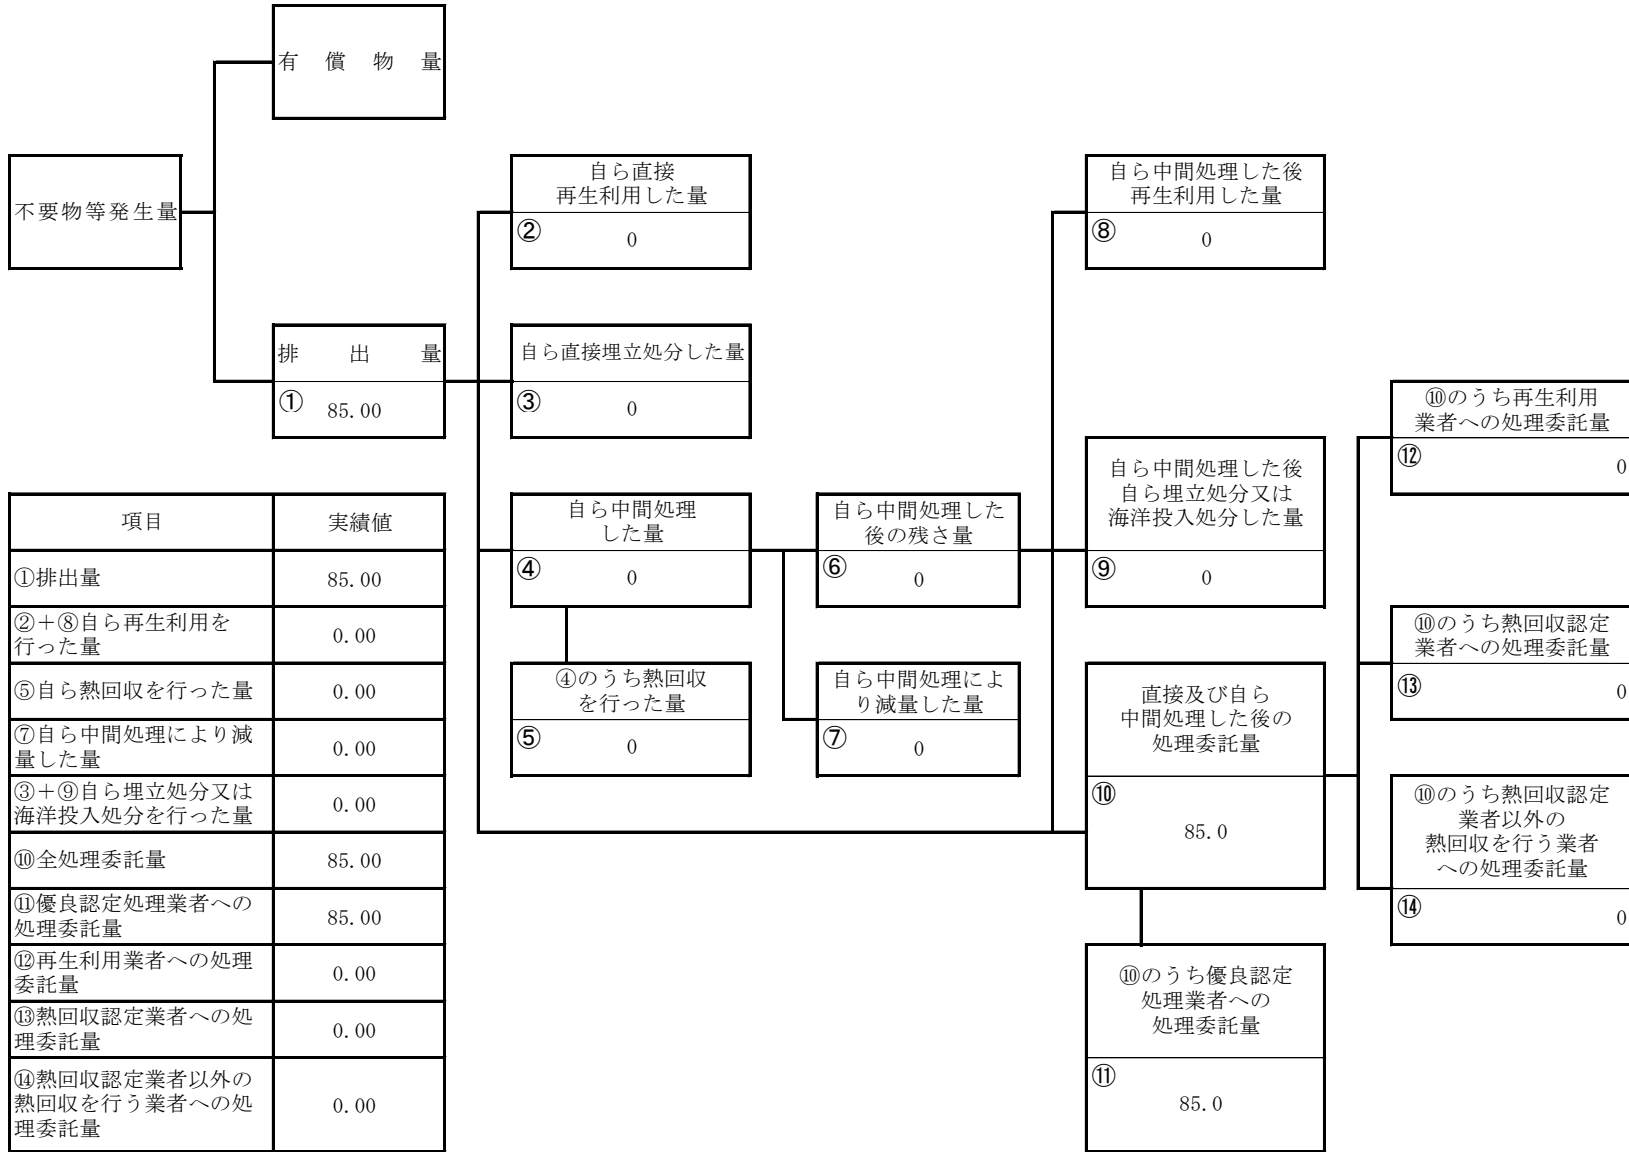 有償物量
不要物等発生量
排出量
① 85.00
自ら直接
再生利用した量
② 0
自ら直接埋立処分した量
③ 0
自ら中間処理
した量
④ 0
④のうち熱回収
を行った量
⑤ 0
自ら中間処理した
後の残さ量
⑥ 0
自ら中間処理によ
り減量した量
⑦ 0
自ら中間処理した後
再生利用した量
⑧ 0
自ら中間処理した後
自ら埋立処分又は
海洋投入処分した量
⑨ 0
直接及び自ら
中間処理した後の
処理委託量
⑩
85.0
⑩のうち優良認定
処理業者への
処理委託量
⑪
85.0
⑩のうち再生利用
業者への処理委託量
⑫ 0
⑩のうち熱回収認定
業者への処理委託量
⑬ 0
⑩のうち熱回収認定
業者以外の
熱回収を行う業者
への処理委託量
⑭ 0
項目 実績値
①排出量 85.00
②+⑧自ら再生利用を
行った量 0.00
⑤自ら熱回収を行った量 0.00
⑦自ら中間処理により減
量した量 0.00
③+⑨自ら埋立処分又は
海洋投入処分を行った量 0.00
⑩全処理委託量 85.00
⑪優良認定処理業者への
処理委託量 85.00
⑫再生利用業者への処理
委託量 0.00
⑬熱回収認定業者への処
理委託量 0.00
⑭熱回収認定業者以外の
熱回収を行う業者への処
理委託量 0.00